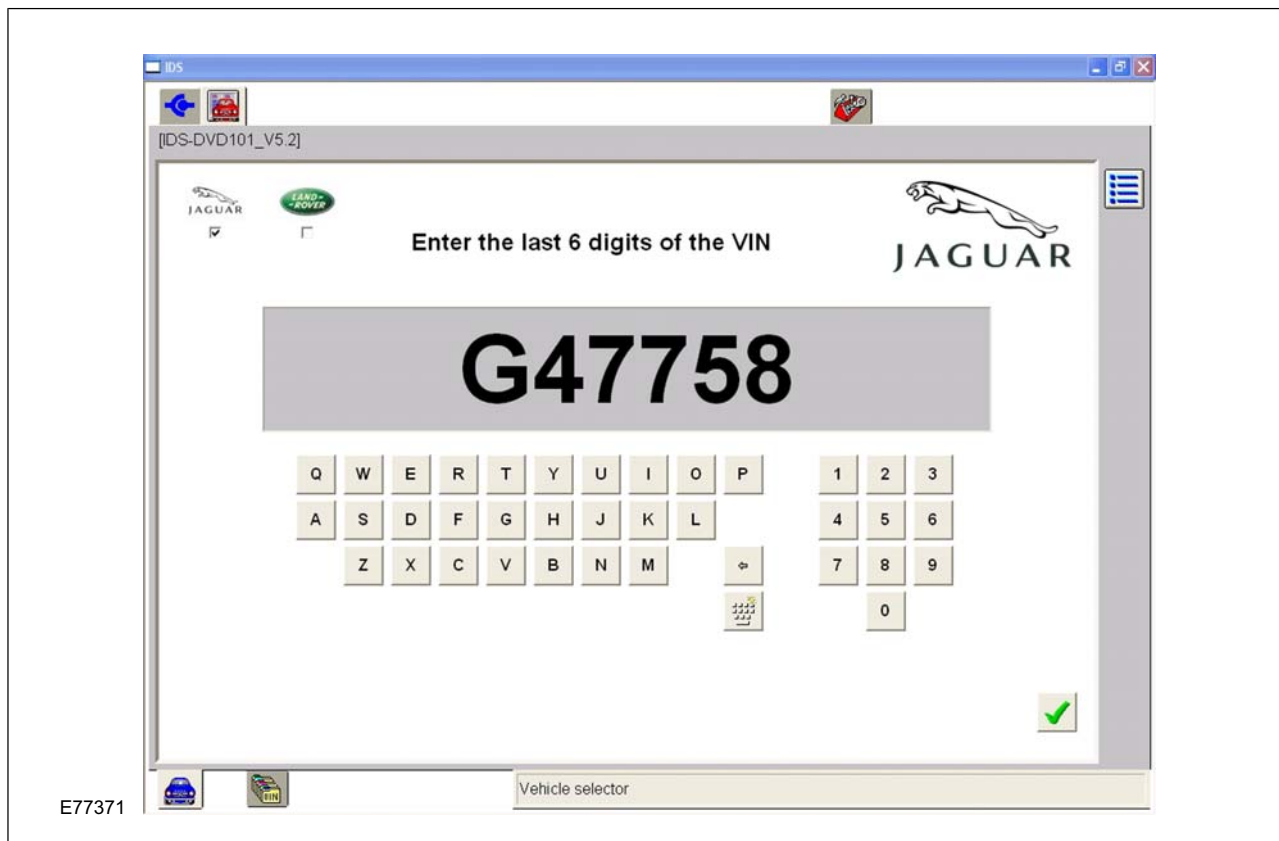 IDS
[IDS-DVD101_V5.2]
JAGUAR
LAND-
-ROVER
Enter the last 6 digits of the VIN
JAGUAR
G47758
Q W E R T Y U I O P 1 2 3
A S D F G H J K L 4 5 6
Z X C V B N M 7 8 9
0
VIN
Vehicle selector
E77371